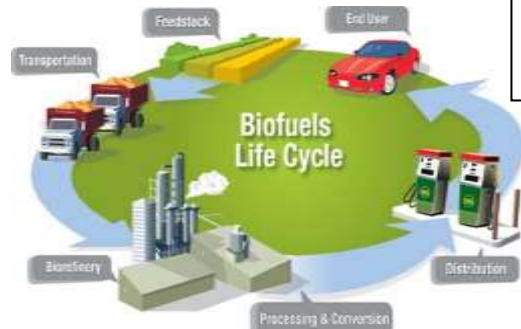 Feedstock
End User
Transportation
Biofuels
Life Cycle
Biorefinery
Distribution
Processing & Conversion